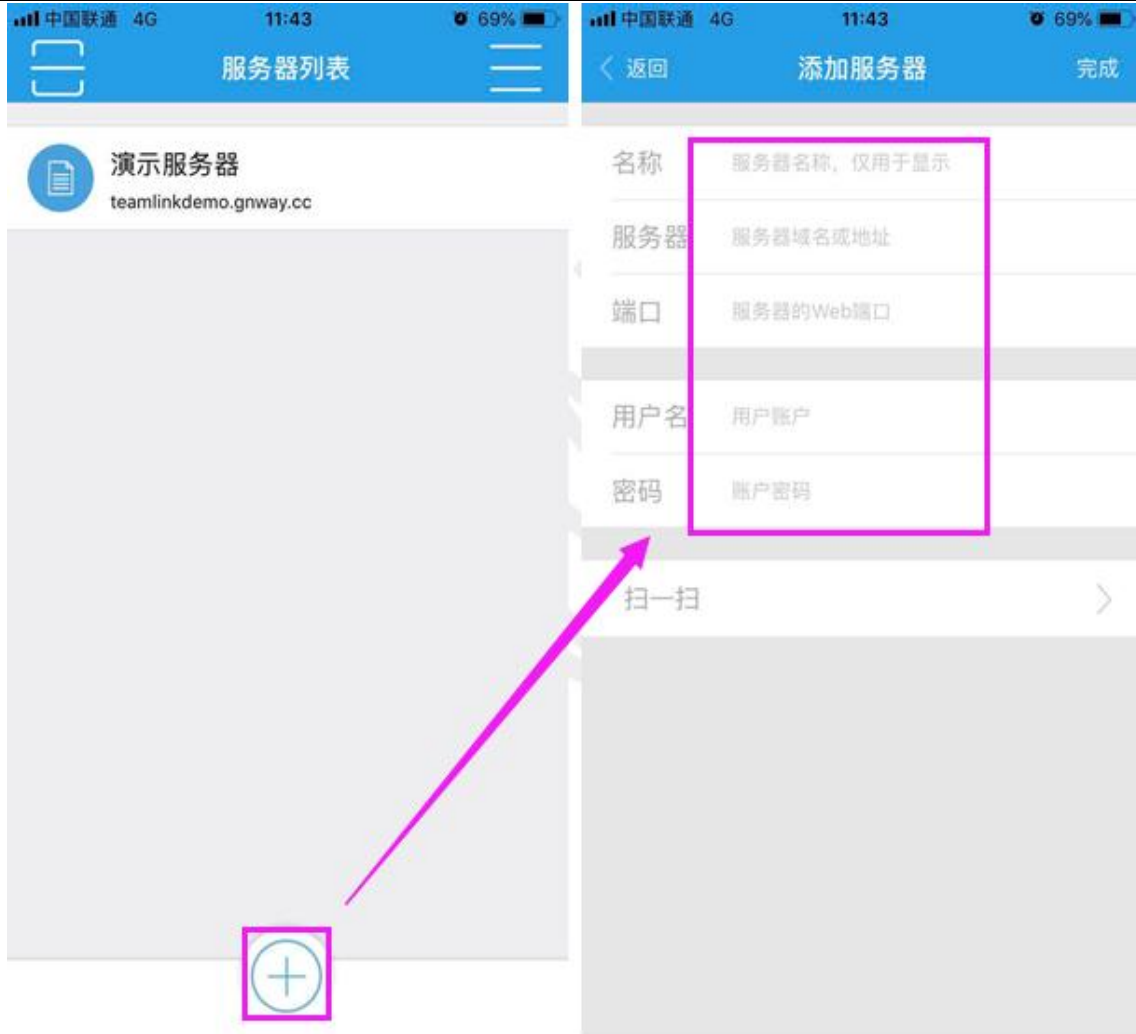 中国联通 4G 11:43 69%
服务器列表
演示服务器
teamlinkdemo.gnway.cc
中国联通 4G 11:43 69%
返回 添加服务器 完成
名称 服务器名称，仅用于显示
服务器 服务器域名或地址
端口 服务器的Web端口
用户名 用户账户
密码 账户密码
扫一扫